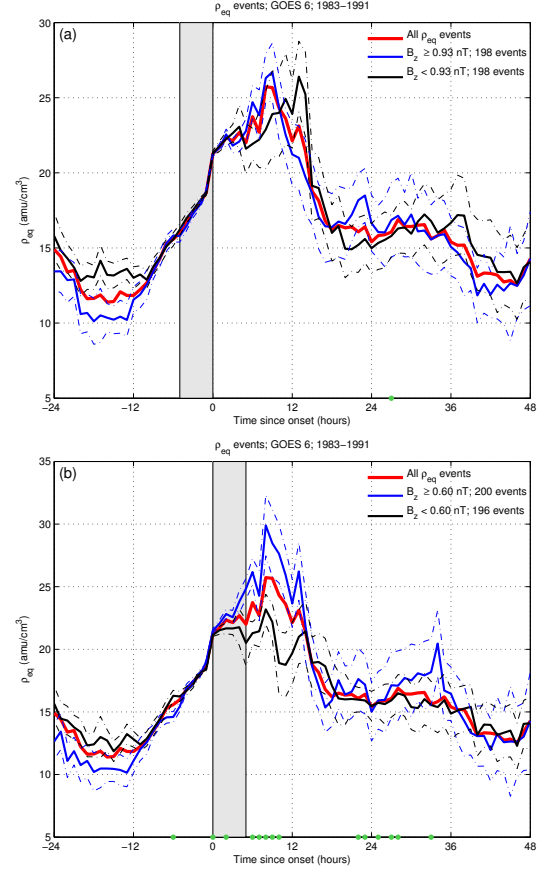 ρeq events; GOES 6; 1983−1991
(a)
All ρeq events
Bz ≥ 0.93 nT; 198 events
Bz < 0.93 nT; 198 events
30
25
20
15
10
5
ρeq (amu/cm³)
−24 −12 0 12 24 36 48
Time since onset (hours)
ρeq events; GOES 6; 1983−1991
(b)
All ρeq events
Bz ≥ 0.60 nT; 200 events
Bz < 0.60 nT; 196 events
35
30
25
20
15
10
5
ρeq (amu/cm³)
−24 −12 0 12 24 36 48
Time since onset (hours)